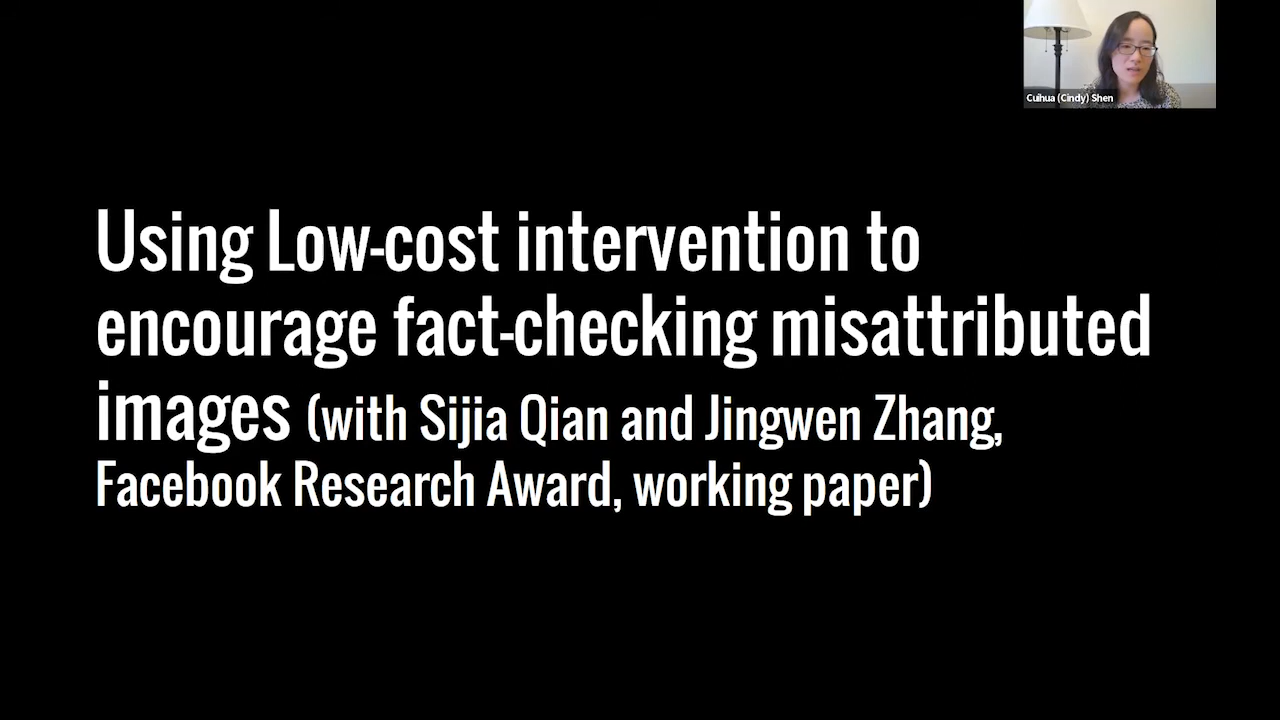 Cuihua (Cindy) Shen
Using Low-cost intervention to
encourage fact-checking misattributed
images (with Sijia Qian and Jingwen Zhang,
Facebook Research Award, working paper)